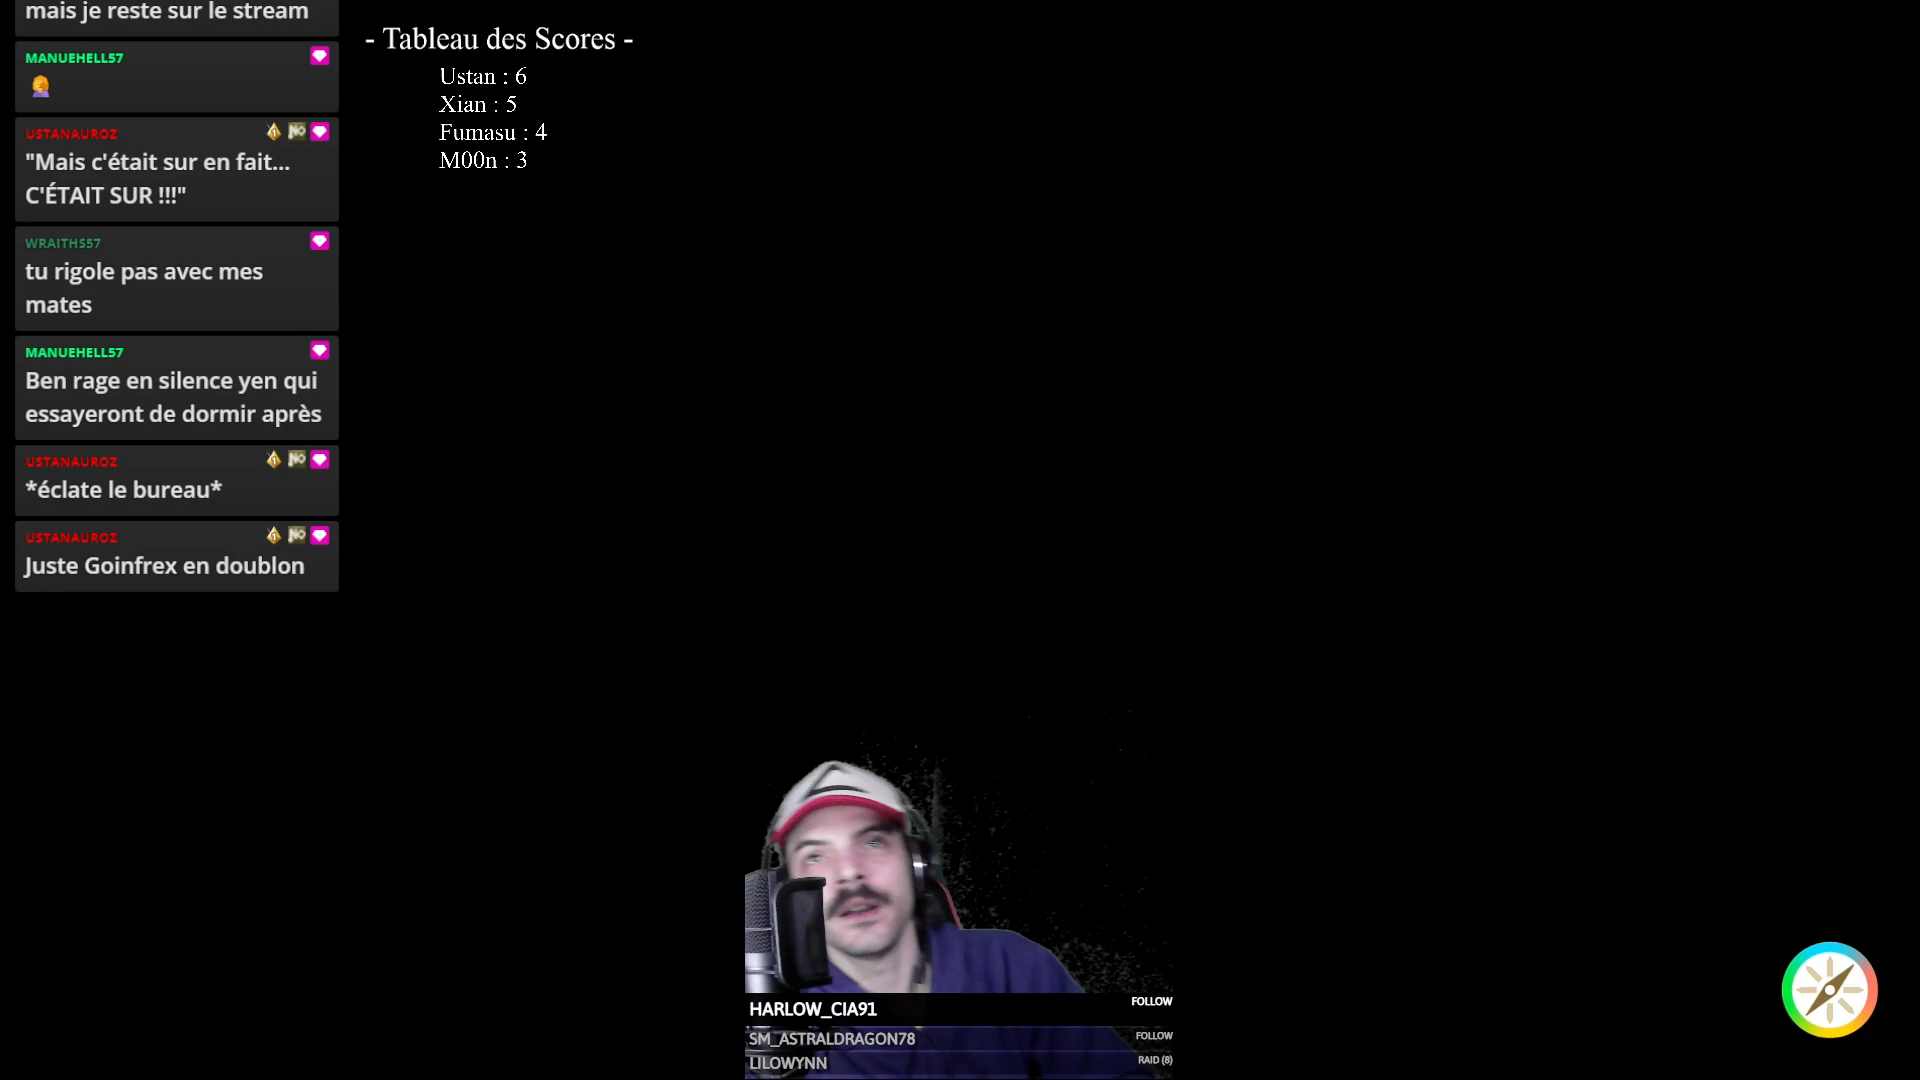 mais je reste sur le stream
MANUEHELL57
USTANAUROZ
"Mais c'était sur en fait...
C'ÉTAIT SUR !!!"
WRAITHS57
tu rigole pas avec mes
mates
MANUEHELL57
Ben rage en silence yen qui
essayeront de dormir après
USTANAUROZ
*éclate le bureau*
USTANAUROZ
Juste Goinfrex en doublon
- Tableau des Scores -
Ustan : 6
Xian : 5
Fumasu : 4
M00n : 3
HARLOW_CIA91 FOLLOW
SM_ASTRALDRAGON78 FOLLOW
LILOWYNN RAID (8)